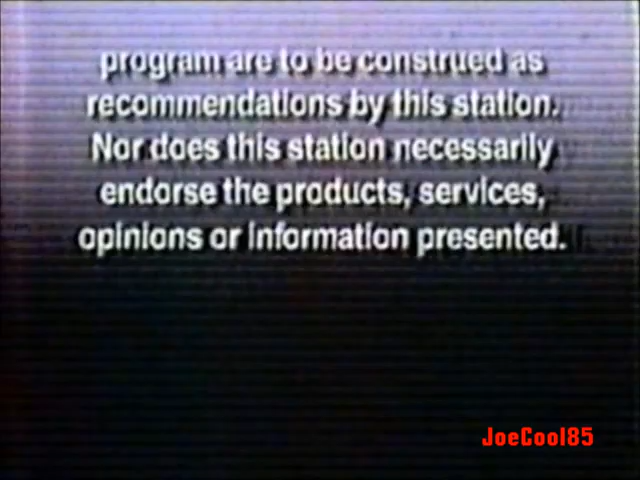 program are to be construed as
recommendations by this station.
Nor does this station necessarily
endorse the products, services,
opinions or information presented.
JoeCool85